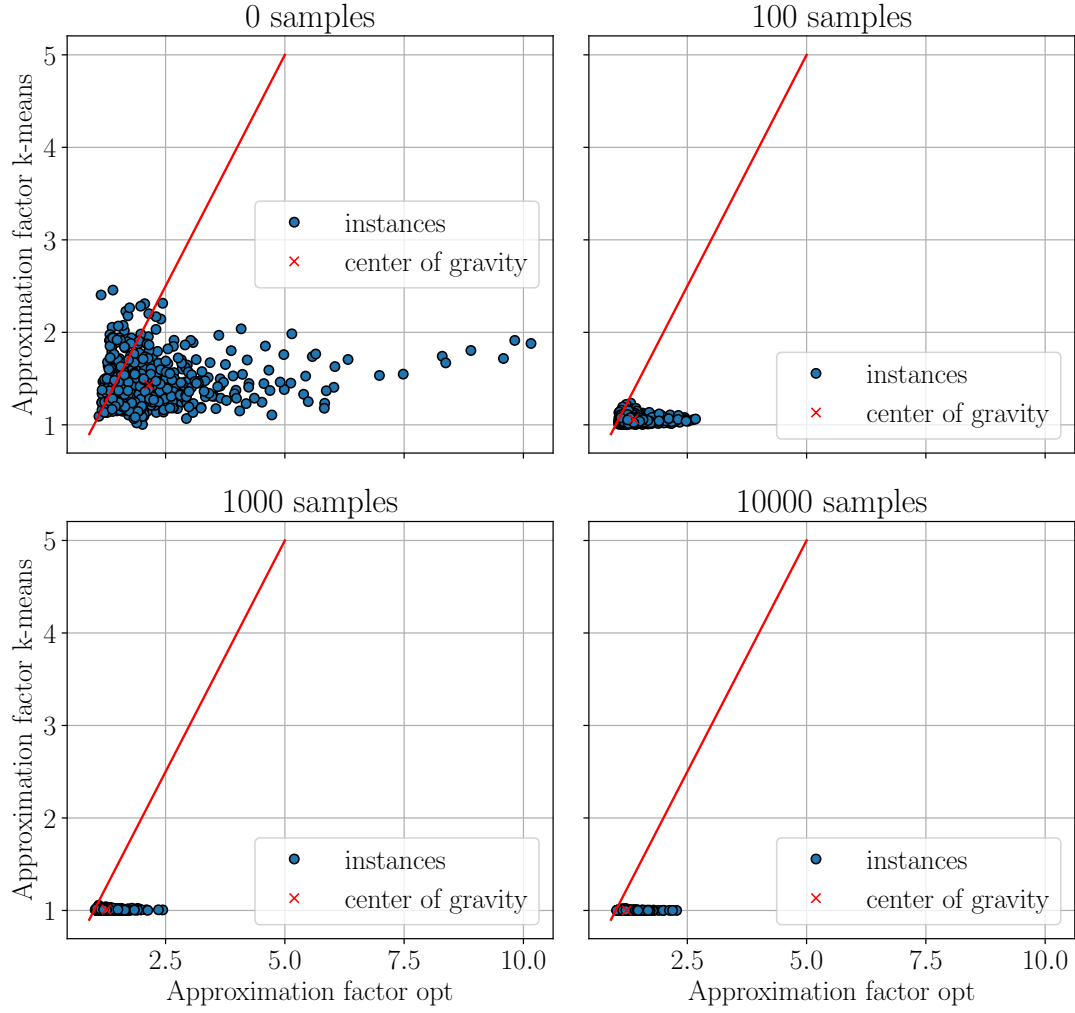 0 samples
100 samples
Approximation factor k-means
5
4
3
2
1
instances
center of gravity
instances
center of gravity
1000 samples
10000 samples
Approximation factor k-means
5
4
3
2
1
instances
center of gravity
instances
center of gravity
2.5 5.0 7.5 10.0
2.5 5.0 7.5 10.0
Approximation factor opt
Approximation factor opt